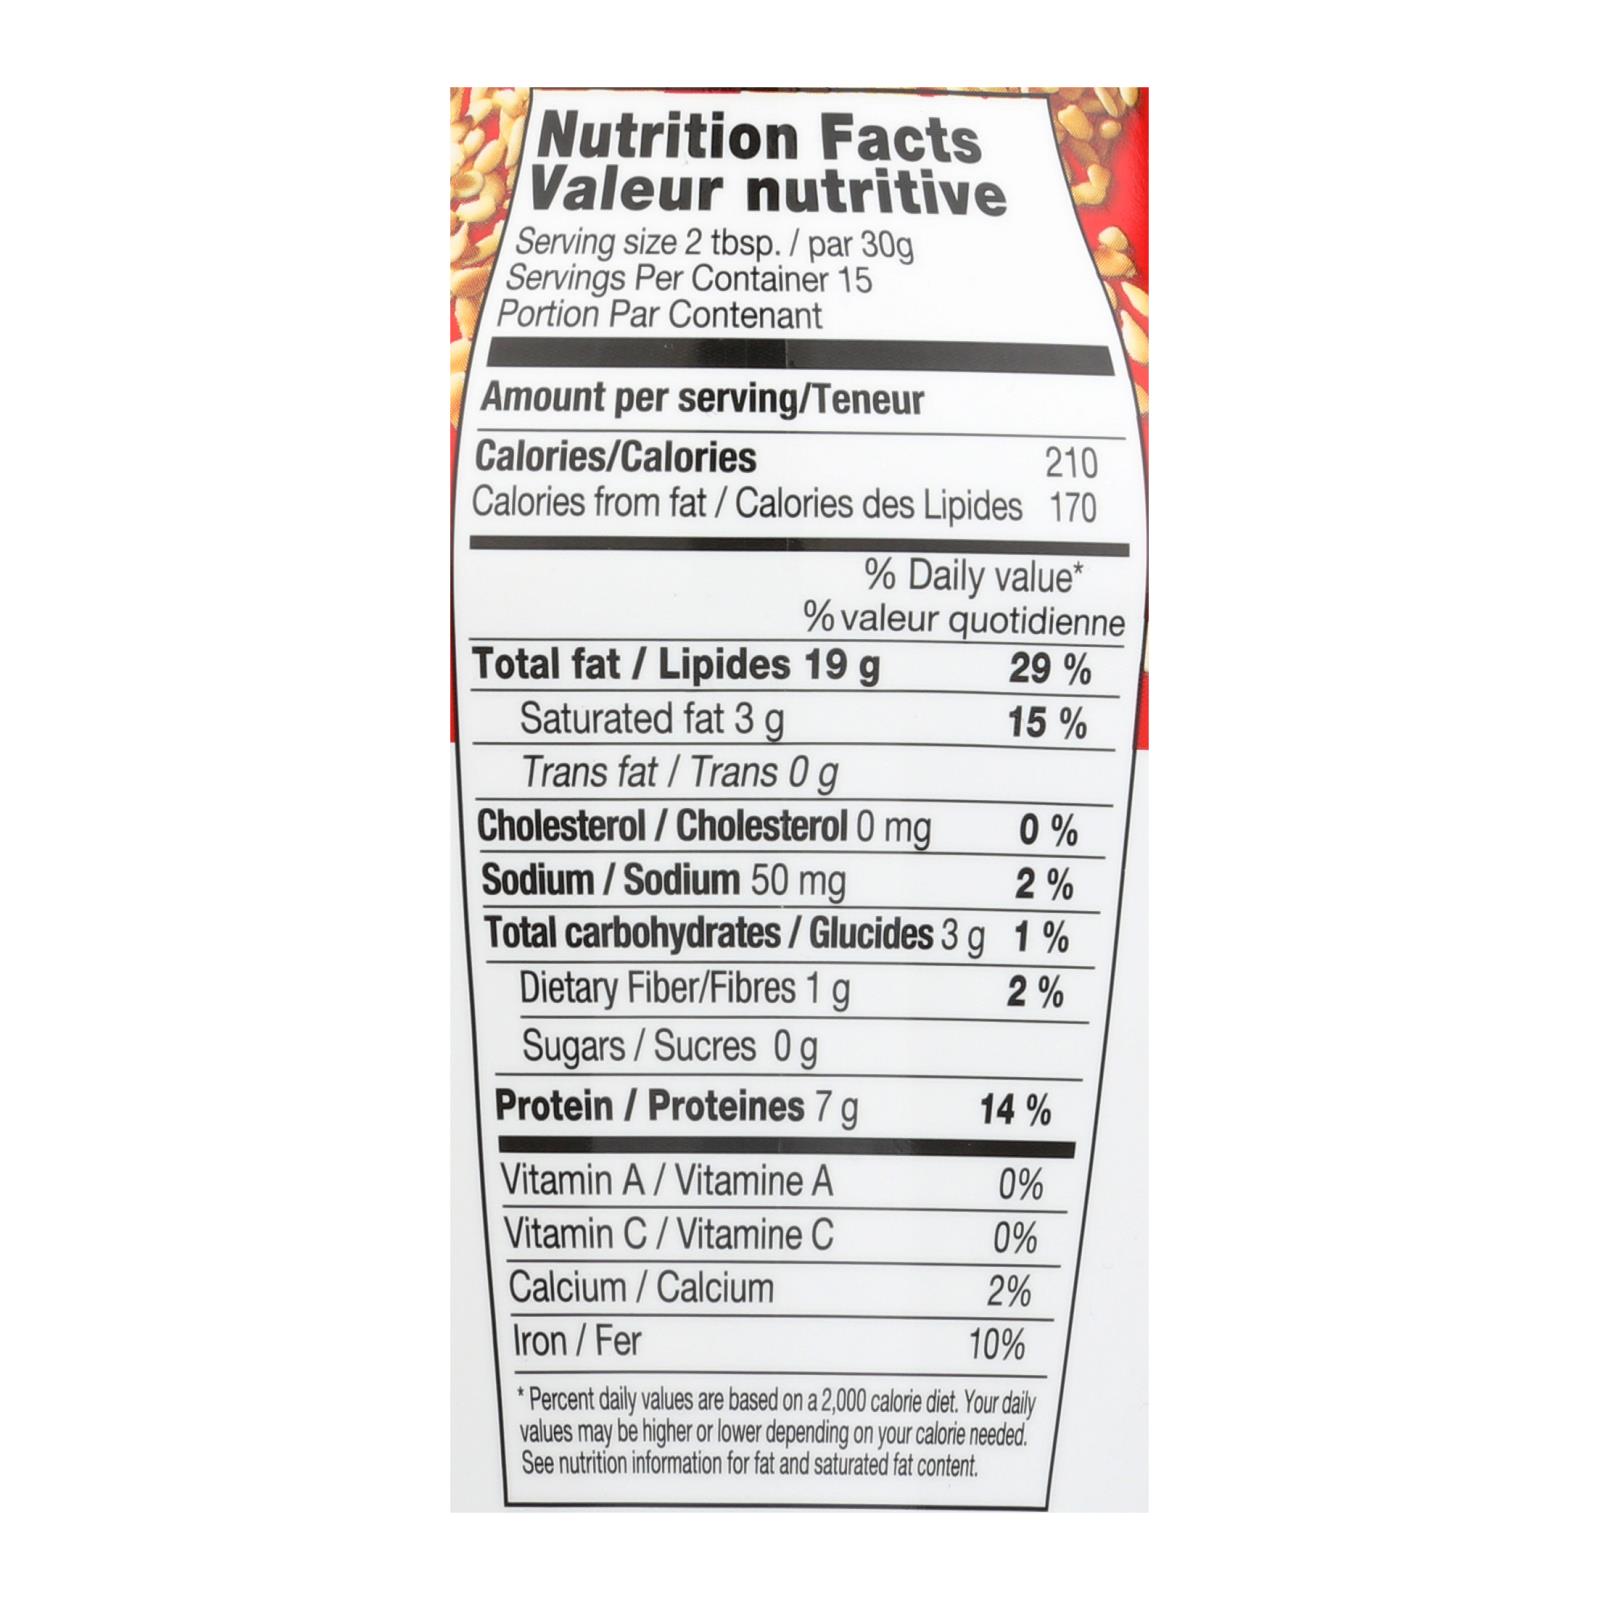 Nutrition Facts
Valeur nutritive
Serving size 2 tbsp. / par 30g
Servings Per Container 15
Portion Par Contenant
Amount per serving/Teneur
Calories/Calories 210
Calories from fat / Calories des Lipides 170
% Daily value*
% valeur quotidienne
Total fat / Lipides 19 g 29 %
Saturated fat 3 g 15 %
Trans fat / Trans 0 g
Cholesterol / Cholesterol 0 mg 0 %
Sodium / Sodium 50 mg 2 %
Total carbohydrates / Glucides 3 g 1 %
Dietary Fiber/Fibres 1 g 2 %
Sugars / Sucres 0 g
Protein / Proteines 7 g 14 %
Vitamin A / Vitamine A 0%
Vitamin C / Vitamine C 0%
Calcium / Calcium 2%
Iron / Fer 10%
* Percent daily values are based on a 2,000 calorie diet. Your daily
values may be higher or lower depending on your calorie needed.
See nutrition information for fat and saturated fat content.